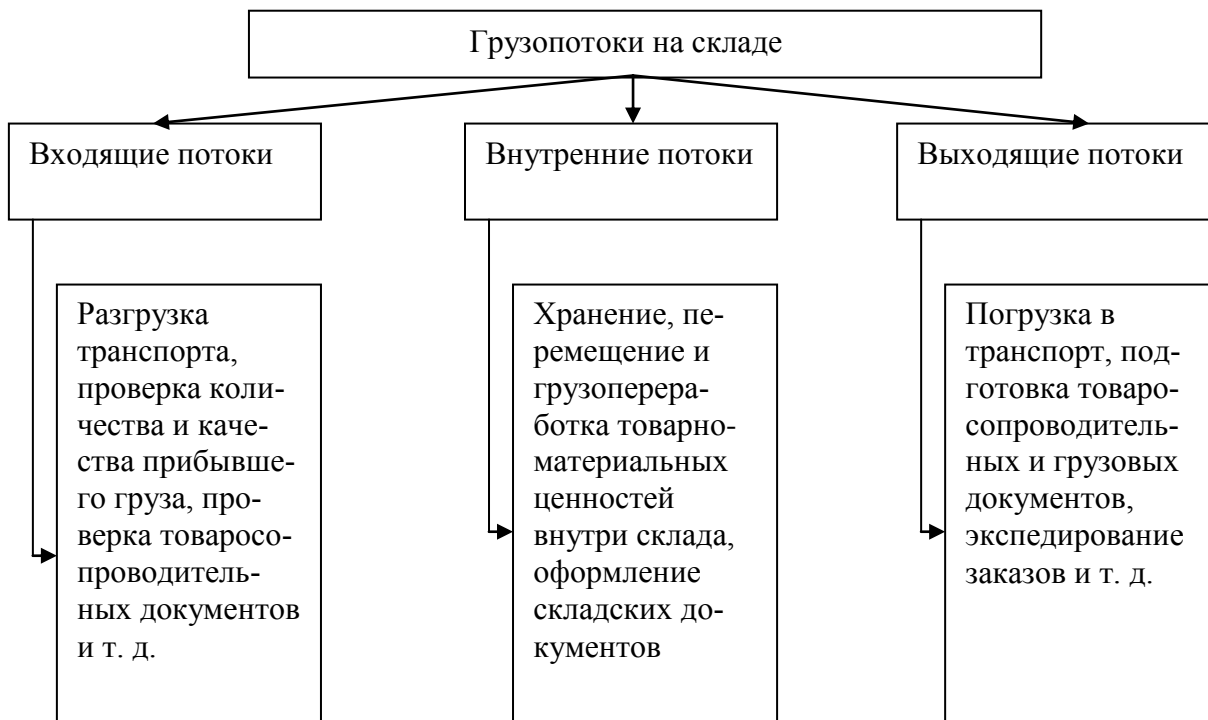 Грузопотоки на складе
Входящие потоки
Внутренние потоки
Выходящие потоки
Разгрузка
транспорта,
проверка коли-
чества и каче-
ства прибывше-
го груза, про-
верка товаросо-
проводитель-
ных документов
и т. д.
Хранение, пе-
ремещение и
грузоперера-
ботка товарно-
материальных
ценностей
внутри склада,
оформление
складских до-
кументов
Погрузка в
транспорт, под-
готовка товаро-
сопроводитель-
ных и грузовых
документов,
экспедирование
заказов и т. д.